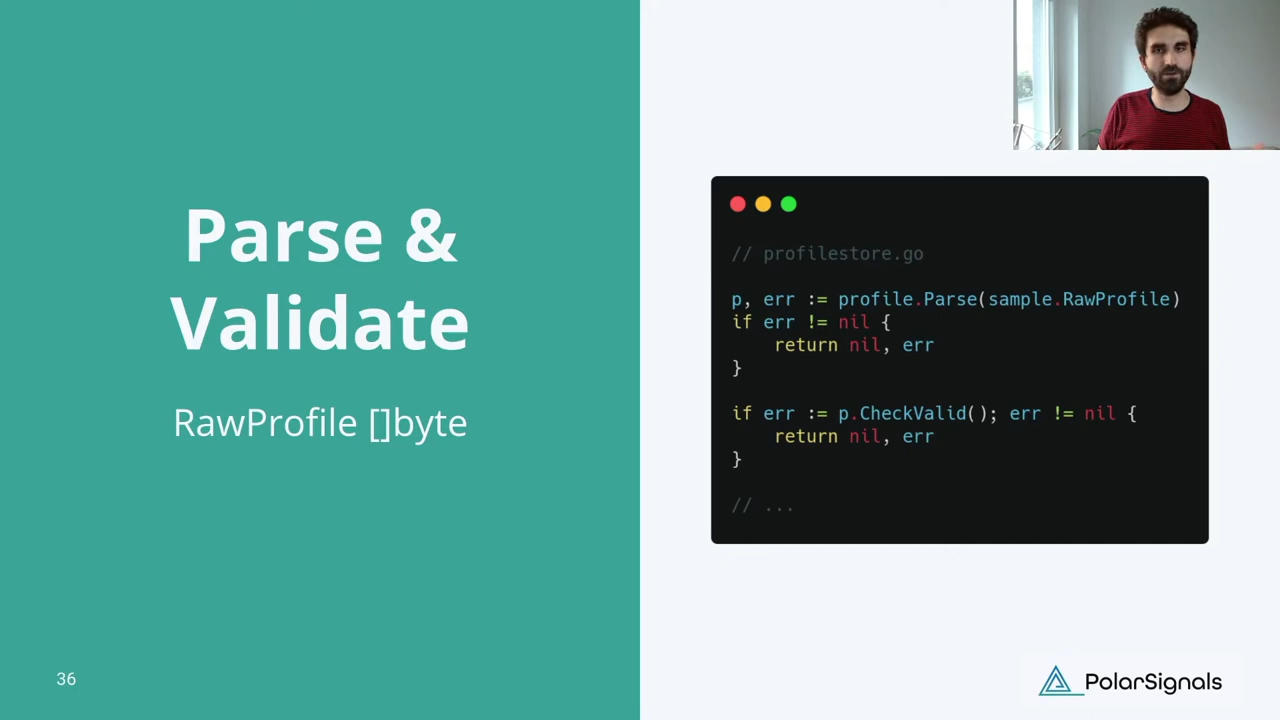 Parse &
Validate
RawProfile []byte
// profilestore.go
p, err := profile.Parse(sample.RawProfile)
if err != nil {
    return nil, err
}
if err := p.CheckValid(); err != nil {
    return nil, err
}
// ...
36
PolarSignals